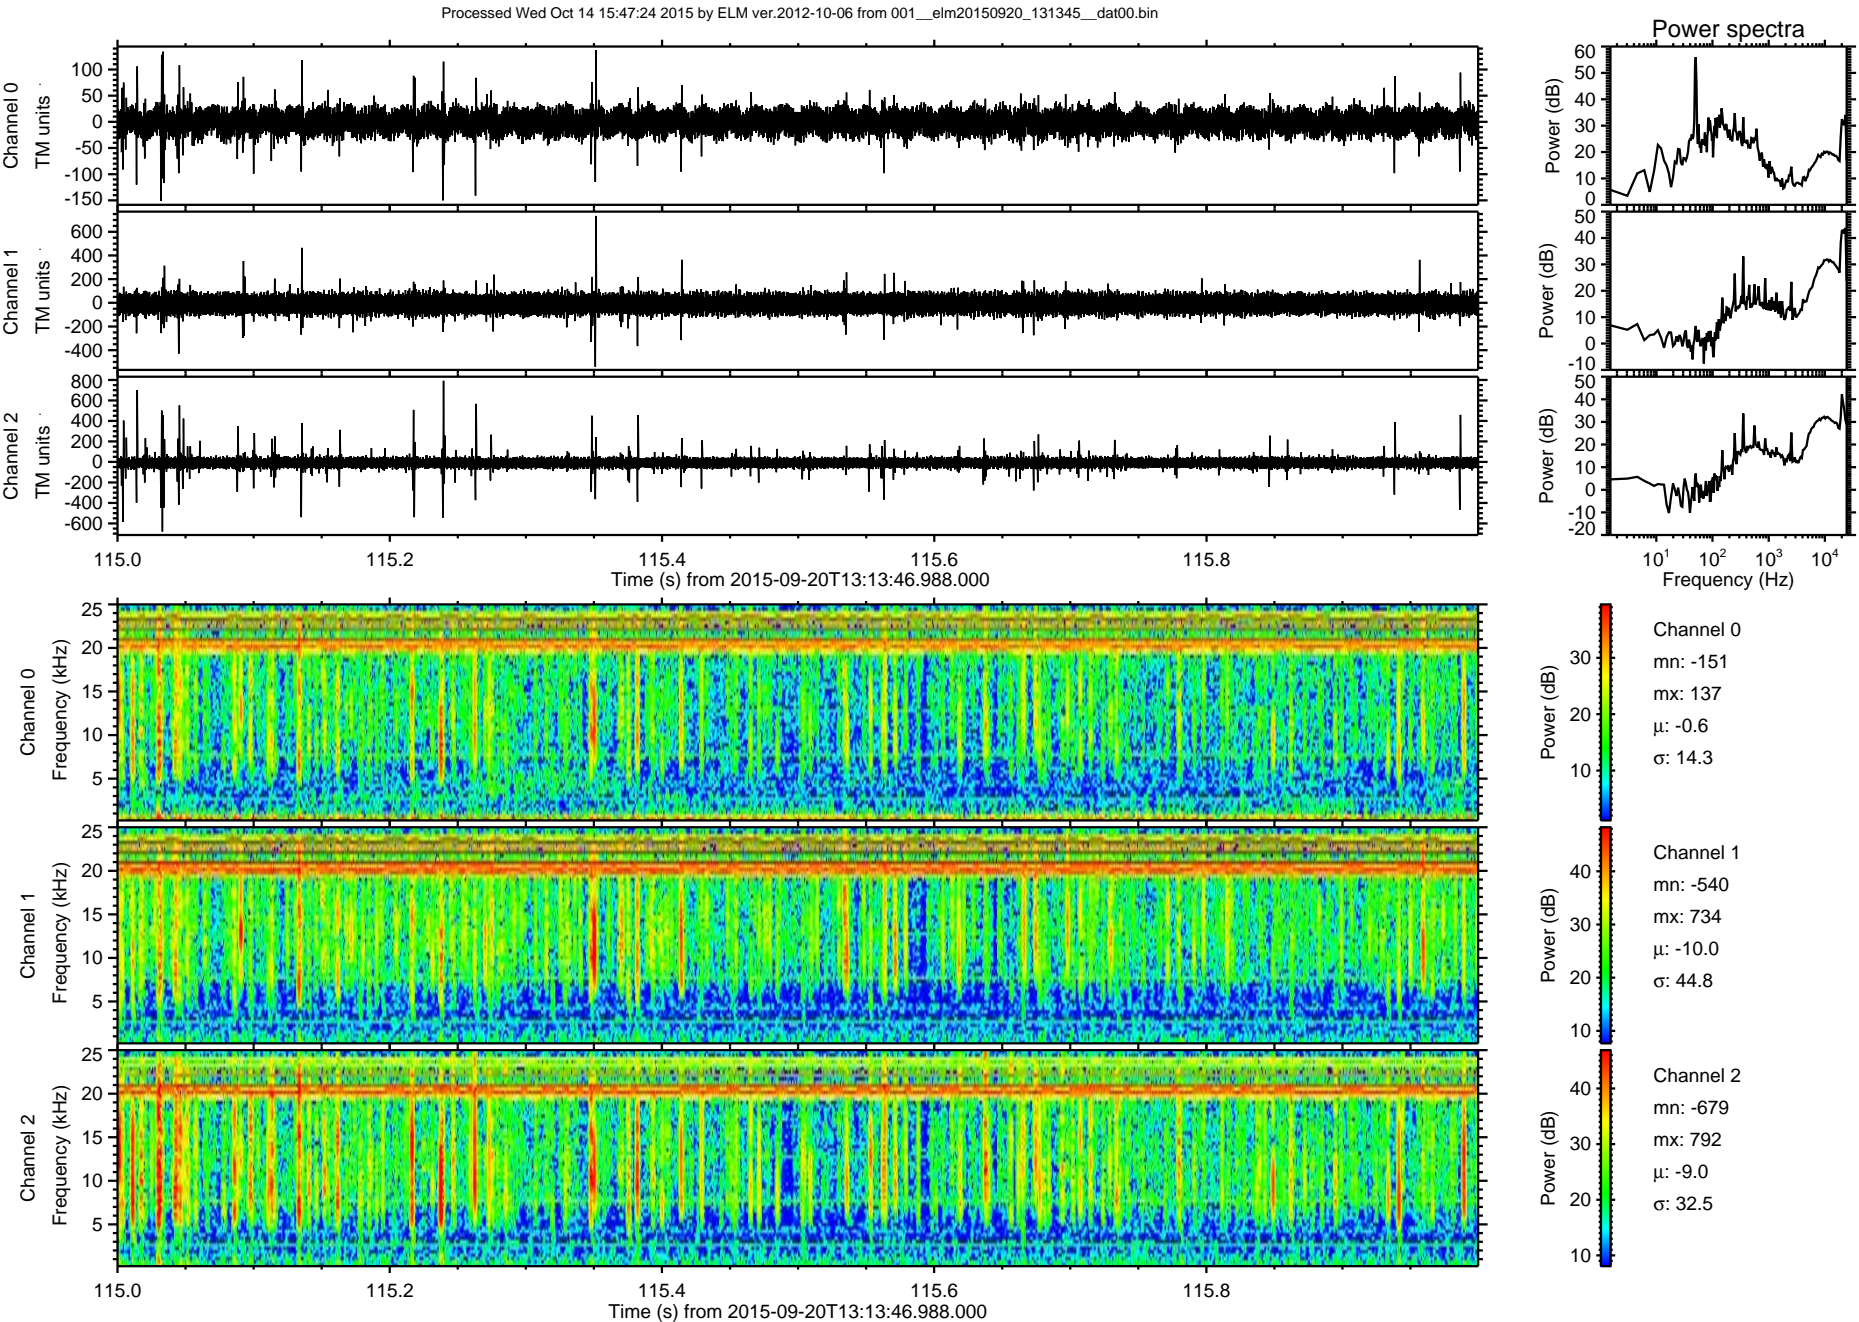 Processed Wed Oct 14 15:47:24 2015 by ELM ver.2012-10-06 from 001__elm20150920_131345__dat00.bin
Power spectra
Channel 0
TM units
100
50
0
-50
-100
-150
Power (dB)
60
50
40
30
20
10
0
Channel 1
TM units
600
400
200
0
-200
-400
Power (dB)
50
40
30
20
10
0
-10
Channel 2
TM units
800
600
400
200
0
-200
-400
-600
Power (dB)
50
40
30
20
10
0
-10
-20
115.0 115.2 115.4 115.6 115.8
Time (s) from 2015-09-20T13:13:46.988.000
10¹ 10² 10³ 10⁴
Frequency (Hz)
Channel 0
Frequency (kHz)
25
20
15
10
5
Power (dB)
30
20
10
Channel 0
mn: -151
mx: 137
µ: -0.6
σ: 14.3
Channel 1
Frequency (kHz)
25
20
15
10
5
Power (dB)
40
30
20
10
Channel 1
mn: -540
mx: 734
µ: -10.0
σ: 44.8
Channel 2
Frequency (kHz)
25
20
15
10
5
Power (dB)
40
30
20
10
Channel 2
mn: -679
mx: 792
µ: -9.0
σ: 32.5
115.0 115.2 115.4 115.6 115.8
Time (s) from 2015-09-20T13:13:46.988.000